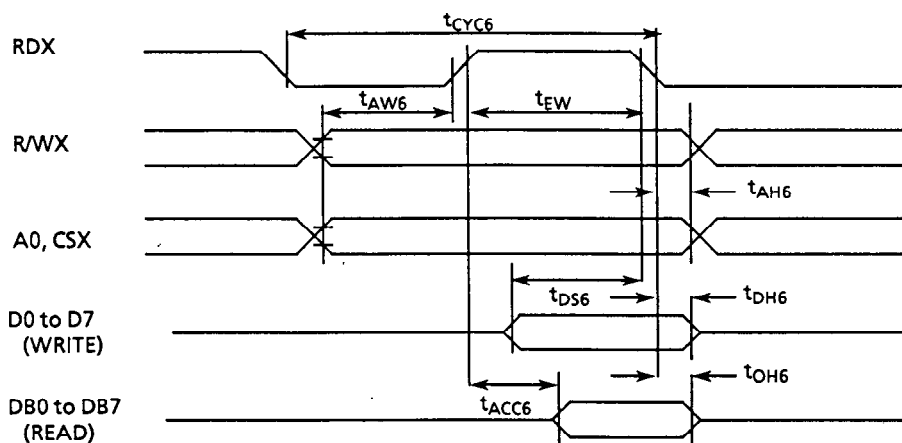 tCYC6
RDX
tAW6
tEW
R/WX
tAH6
A0, CSX
tDS6
tDH6
D0 to D7
(WRITE)
tOH6
tACC6
DB0 to DB7
(READ)